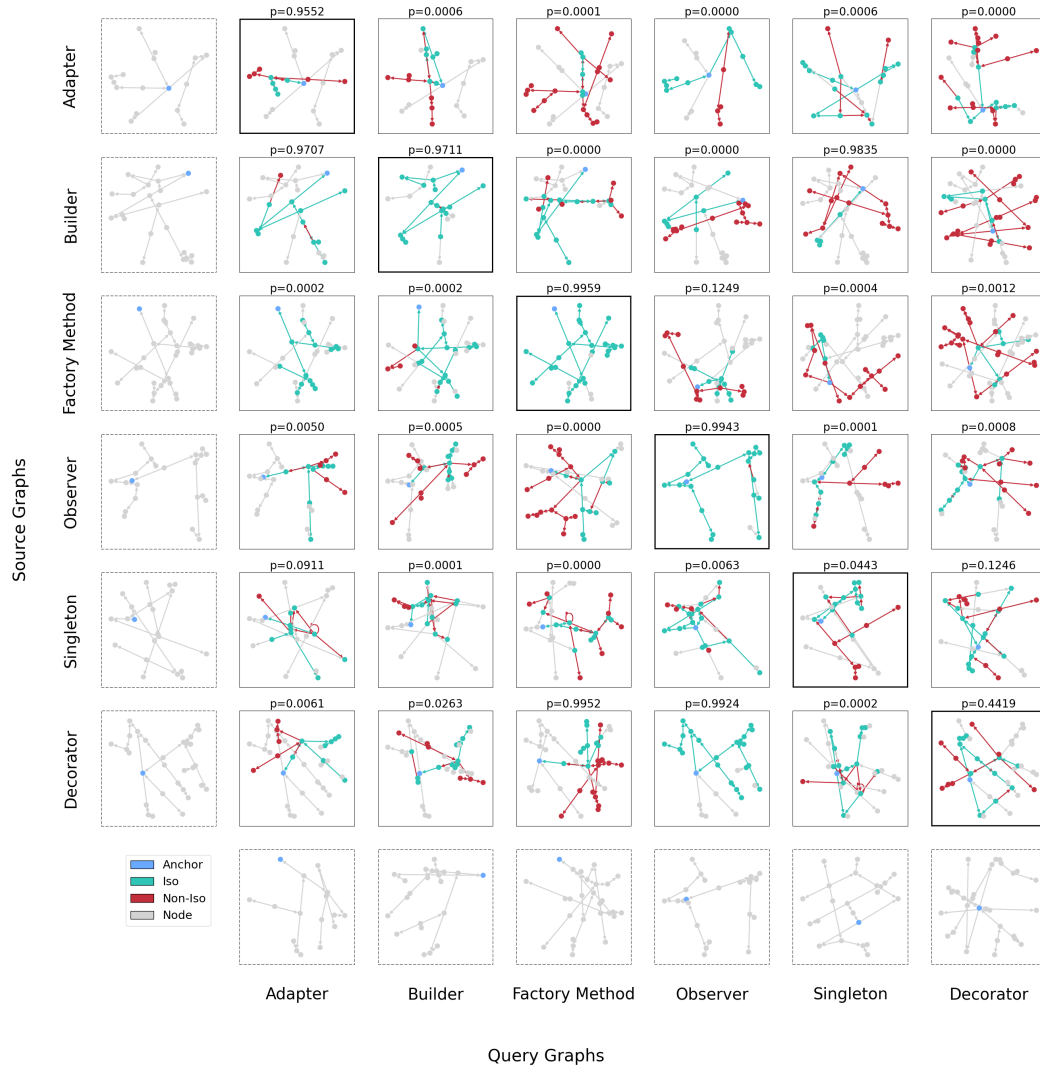 p=0.9552 p=0.0006 p=0.0001 p=0.0000 p=0.0006 p=0.0000
Adapter
p=0.9707 p=0.9711 p=0.0000 p=0.0000 p=0.9835 p=0.0000
Builder
p=0.0002 p=0.0002 p=0.9959 p=0.1249 p=0.0004 p=0.0012
Factory Method
p=0.0050 p=0.0005 p=0.0000 p=0.9943 p=0.0001 p=0.0008
Observer
Source Graphs
p=0.0911 p=0.0001 p=0.0000 p=0.0063 p=0.0443 p=0.1246
Singleton
p=0.0061 p=0.0263 p=0.9952 p=0.9924 p=0.0002 p=0.4419
Decorator
Anchor
Iso
Non-Iso
Node
Adapter Builder Factory Method Observer Singleton Decorator
Query Graphs